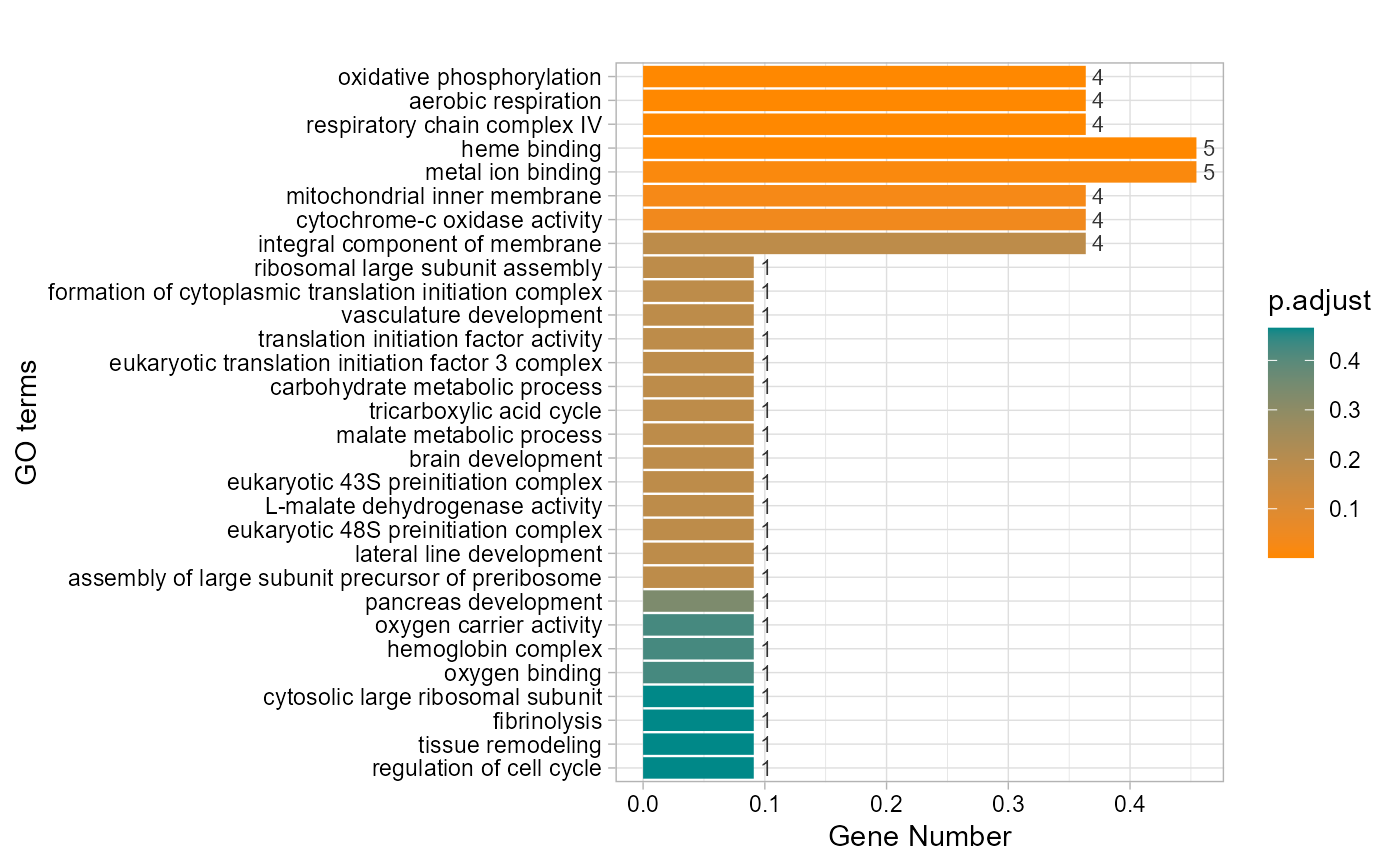 oxidative phosphorylation 4
aerobic respiration 4
respiratory chain complex IV 4
heme binding 5
metal ion binding 5
mitochondrial inner membrane 4
cytochrome-c oxidase activity 4
integral component of membrane 4
ribosomal large subunit assembly 1
formation of cytoplasmic translation initiation complex 1
vasculature development 1
translation initiation factor activity 1
eukaryotic translation initiation factor 3 complex 1
carbohydrate metabolic process 1
tricarboxylic acid cycle 1
malate metabolic process 1
brain development 1
eukaryotic 43S preinitiation complex 1
L-malate dehydrogenase activity 1
eukaryotic 48S preinitiation complex 1
lateral line development 1
assembly of large subunit precursor of preribosome 1
pancreas development 1
oxygen carrier activity 1
hemoglobin complex 1
oxygen binding 1
cytosolic large ribosomal subunit 1
fibrinolysis 1
tissue remodeling 1
regulation of cell cycle 1
0.0 0.1 0.2 0.3 0.4
Gene Number
GO terms
p.adjust
0.4
0.3
0.2
0.1